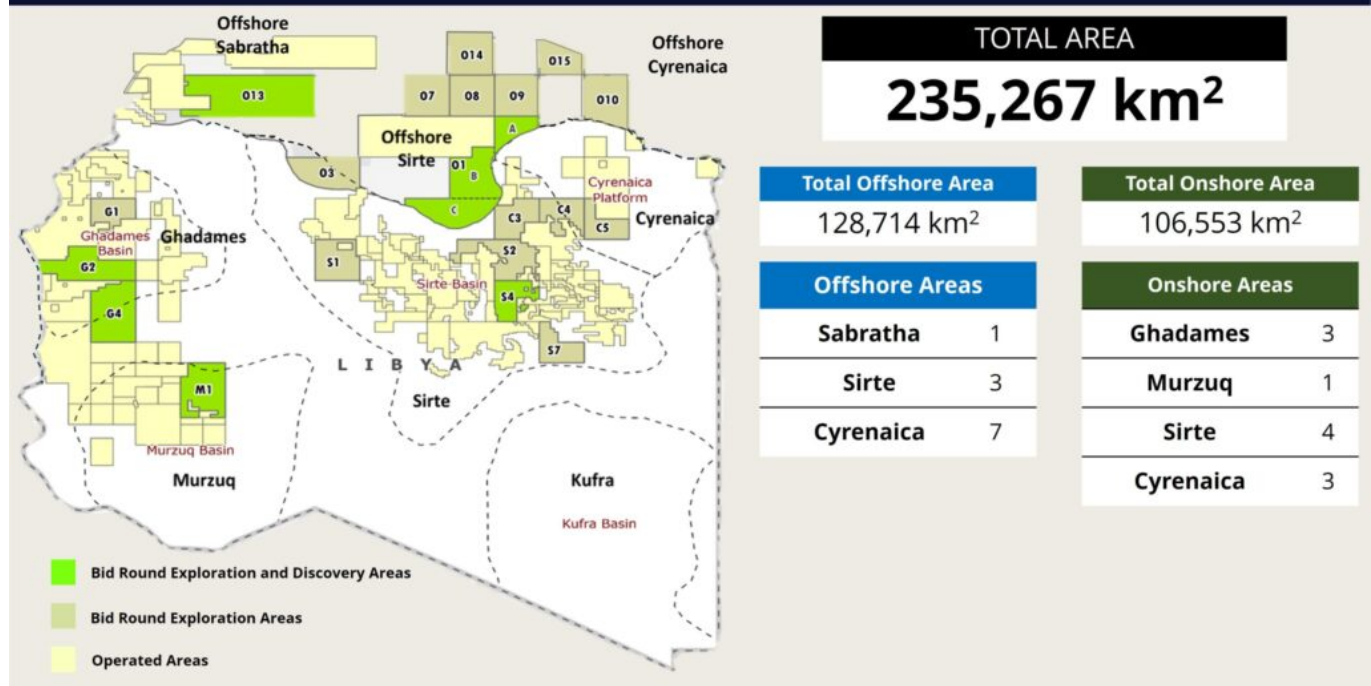 Offshore
Sabratha
Offshore
Cyrenaica
O14
O15
O13
O7
O8
O9
O10
A
Offshore
Sirte
O1
B
O3
C
Cyrenaica
Platform
Cyrenaica
G1
Ghadames
Basin
Ghadames
C3
C4
C5
G2
S1
S2
Sirte Basin
S4
G4
S7
L I B Y A
M1
Sirte
Murzuq Basin
Murzuq
Kufra
Kufra Basin
Bid Round Exploration and Discovery Areas
Bid Round Exploration Areas
Operated Areas
TOTAL AREA
235,267 km²
Total Offshore Area
128,714 km²
Offshore Areas
Sabratha 1
Sirte 3
Cyrenaica 7
Total Onshore Area
106,553 km²
Onshore Areas
Ghadames 3
Murzuq 1
Sirte 4
Cyrenaica 3